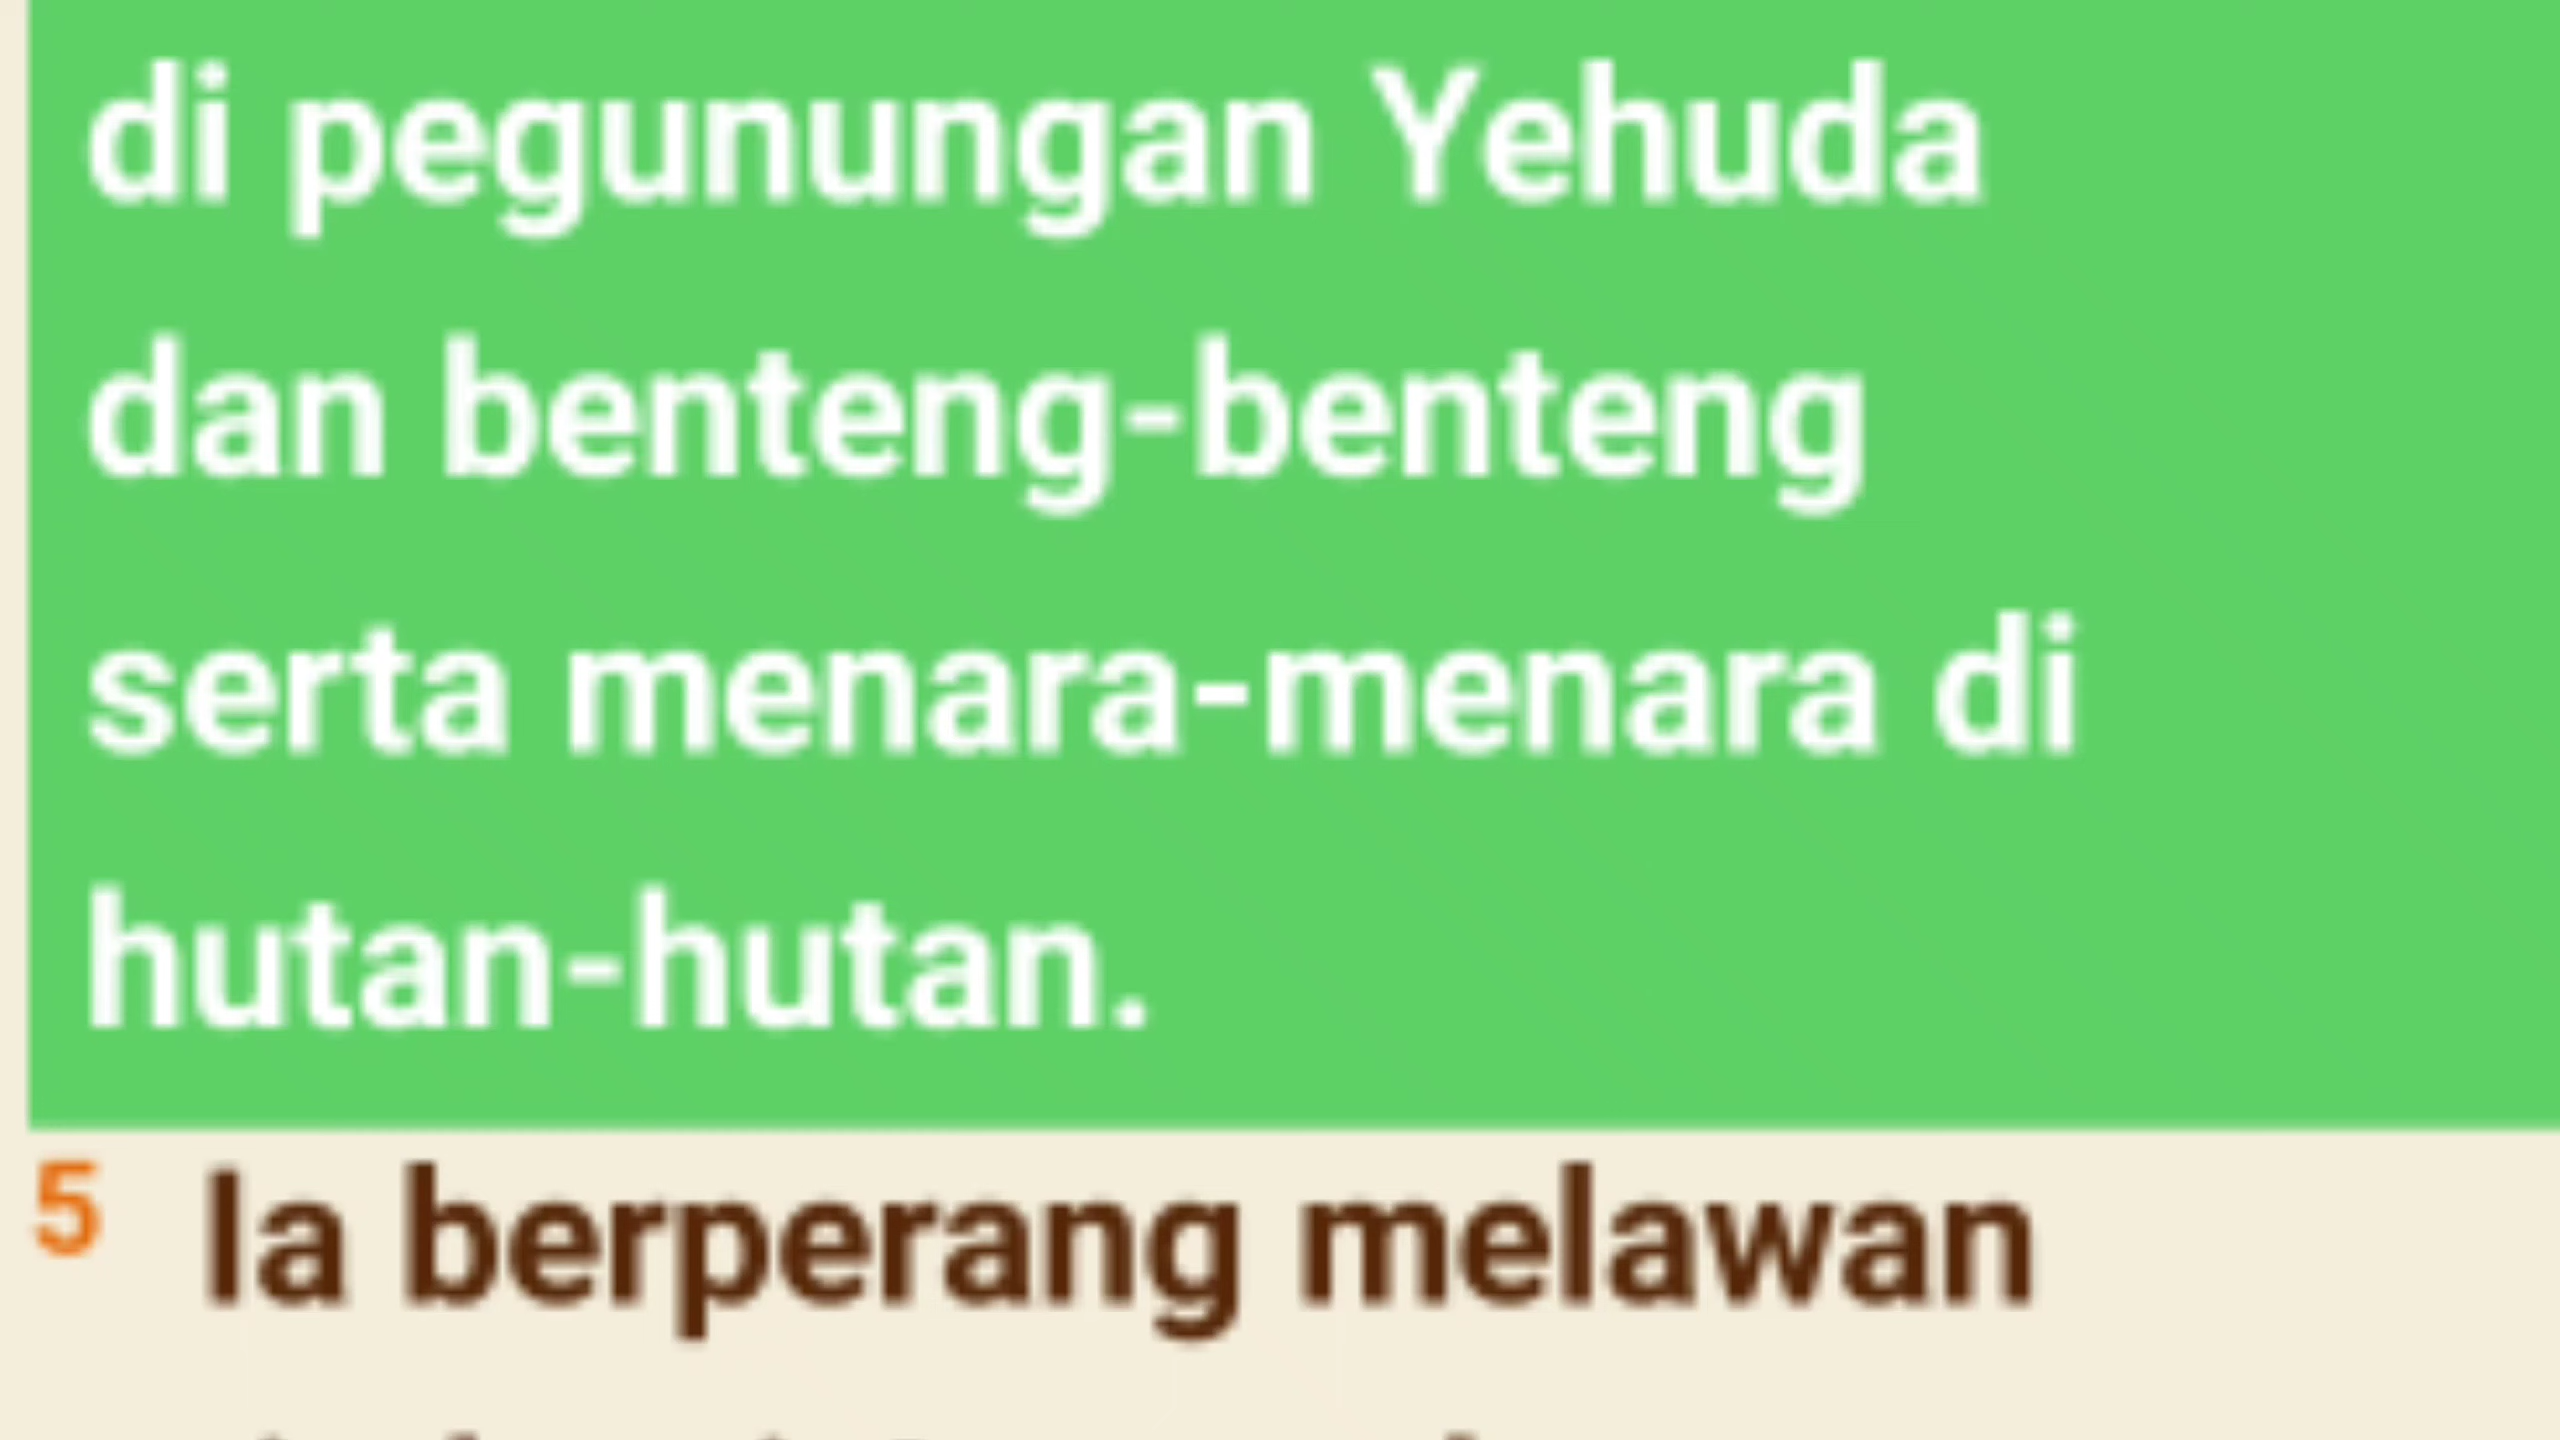 di pegunungan Yehuda
dan benteng-benteng
serta menara-menara di
hutan-hutan.
5 Ia berperang melawan